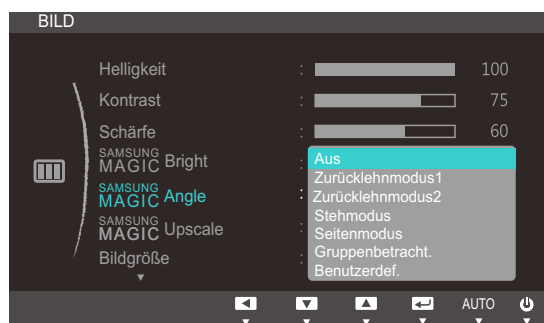 BILD
Helligkeit : 100
Kontrast : 75
Schärfe : 60
SAMSUNG MAGIC Bright :
SAMSUNG MAGIC Angle :
SAMSUNG MAGIC Upscale :
Bildgröße :
Aus
Zurücklehnmodus1
Zurücklehnmodus2
Stehmodus
Seitenmodus
Gruppenbetracht.
Benutzerdef.
AUTO